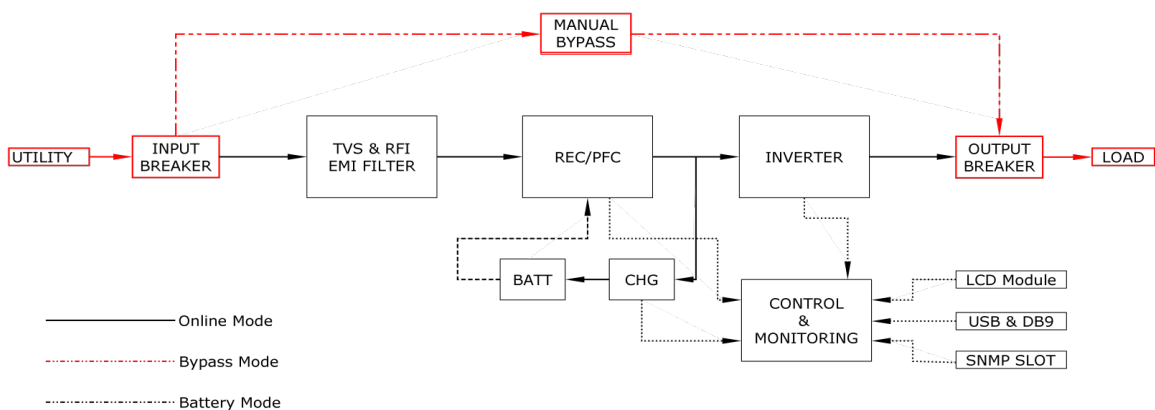 MANUAL
BYPASS
UTILITY
INPUT
BREAKER
TVS & RFI
EMI FILTER
REC/PFC
INVERTER
OUTPUT
BREAKER
LOAD
BATT
CHG
CONTROL
&
MONITORING
LCD Module
USB & DB9
SNMP SLOT
Online Mode
Bypass Mode
Battery Mode